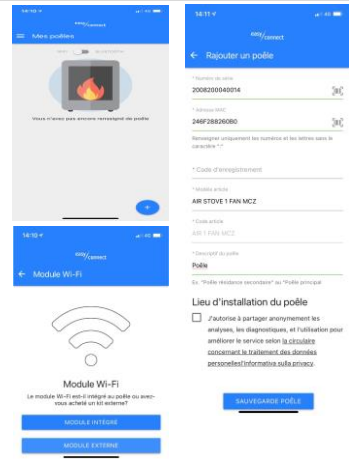 14:10
4G
easy/connect
Mes poêles
Vous n'avez pas encore renseigné de poêle
+
14:10
4G
easy/connect
← Module Wi-Fi
Module Wi-Fi
Le module Wi-Fi est-il intégré au poêle ou avez-
vous acheté un kit externe?
MODULE INTÉGRÉ
MODULE EXTERNE
14:11
4G
easy/connect
← Rajouter un poêle
* Numéro de série
2008200040014
* Adresse MAC
246F288260B0
Renseigner uniquement les numéros et les lettres sans le
caractère ":"
* Code d'enregistrement
* Modèle article
AIR STOVE 1 FAN MCZ
* Code article
AIR 1 FAN MCZ
* Descriptif du poêle
Poêle
Ex. "Poêle résidence secondaire" ou "Poêle principal
Lieu d'installation du poêle
J'autorise à partager anonymement les
analyses, les diagnostiques, et l'utilisation pour
améliorer le service selon la circulaire
concernant le traitement des données
personelles/l'informativa sulla privacy.
SAUVEGARDE POÊLE